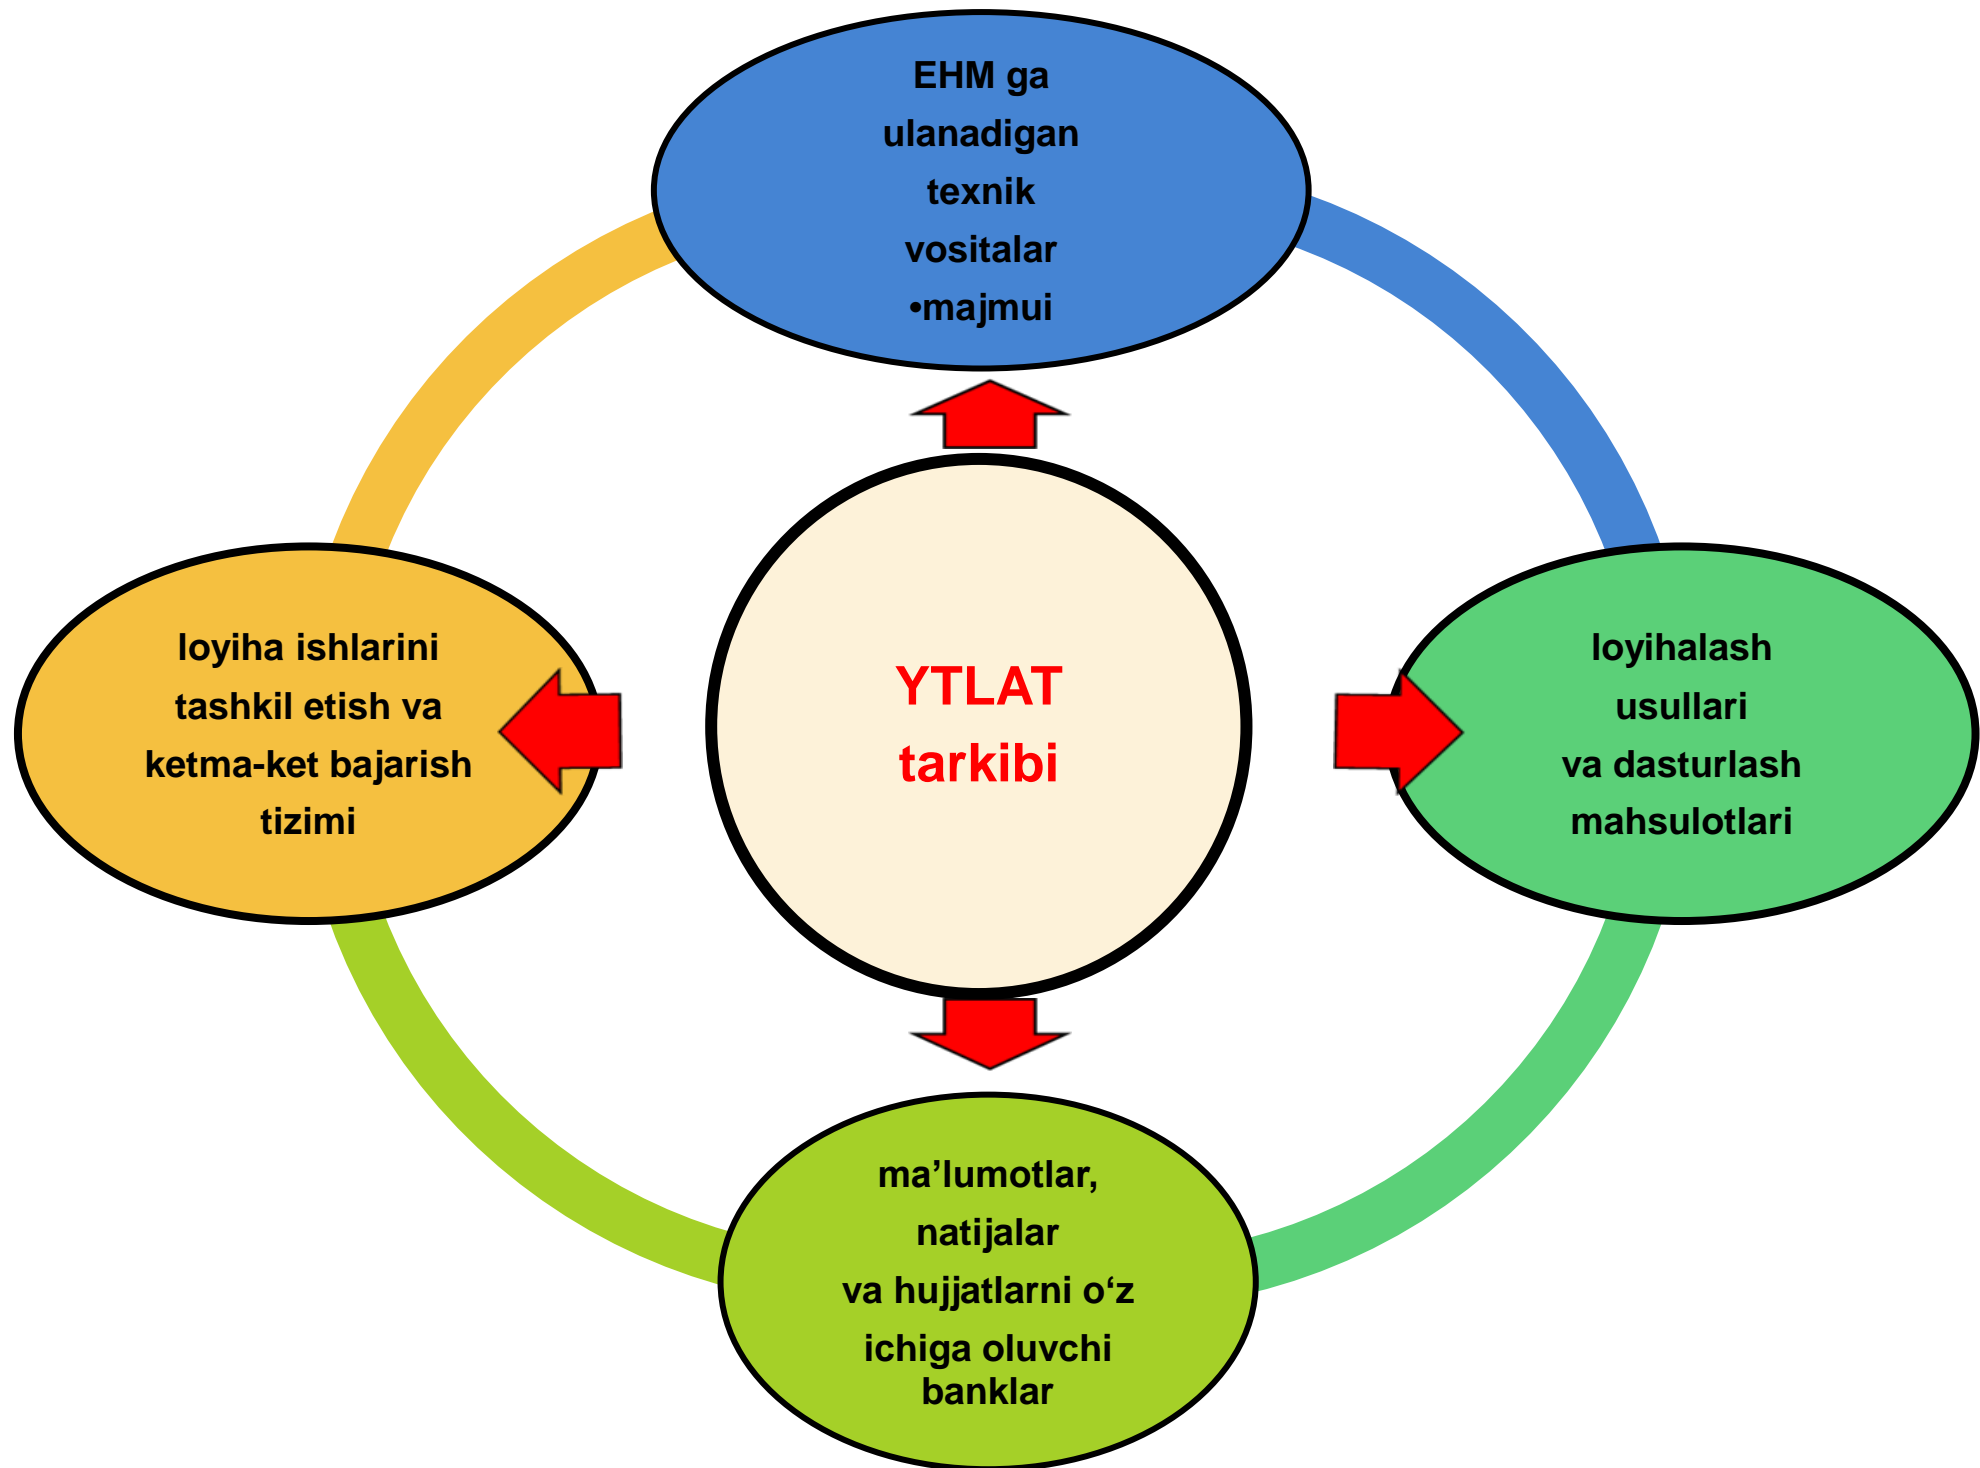 EHM ga
ulanadigan
texnik
vositalar
•majmui
loyiha ishlarini
tashkil etish va
ketma-ket bajarish
tizimi
YTLAT
tarkibi
loyihalash
usullari
va dasturlash
mahsulotlari
ma’lumotlar,
natijalar
va hujjatlarni o‘z
ichiga oluvchi
banklar